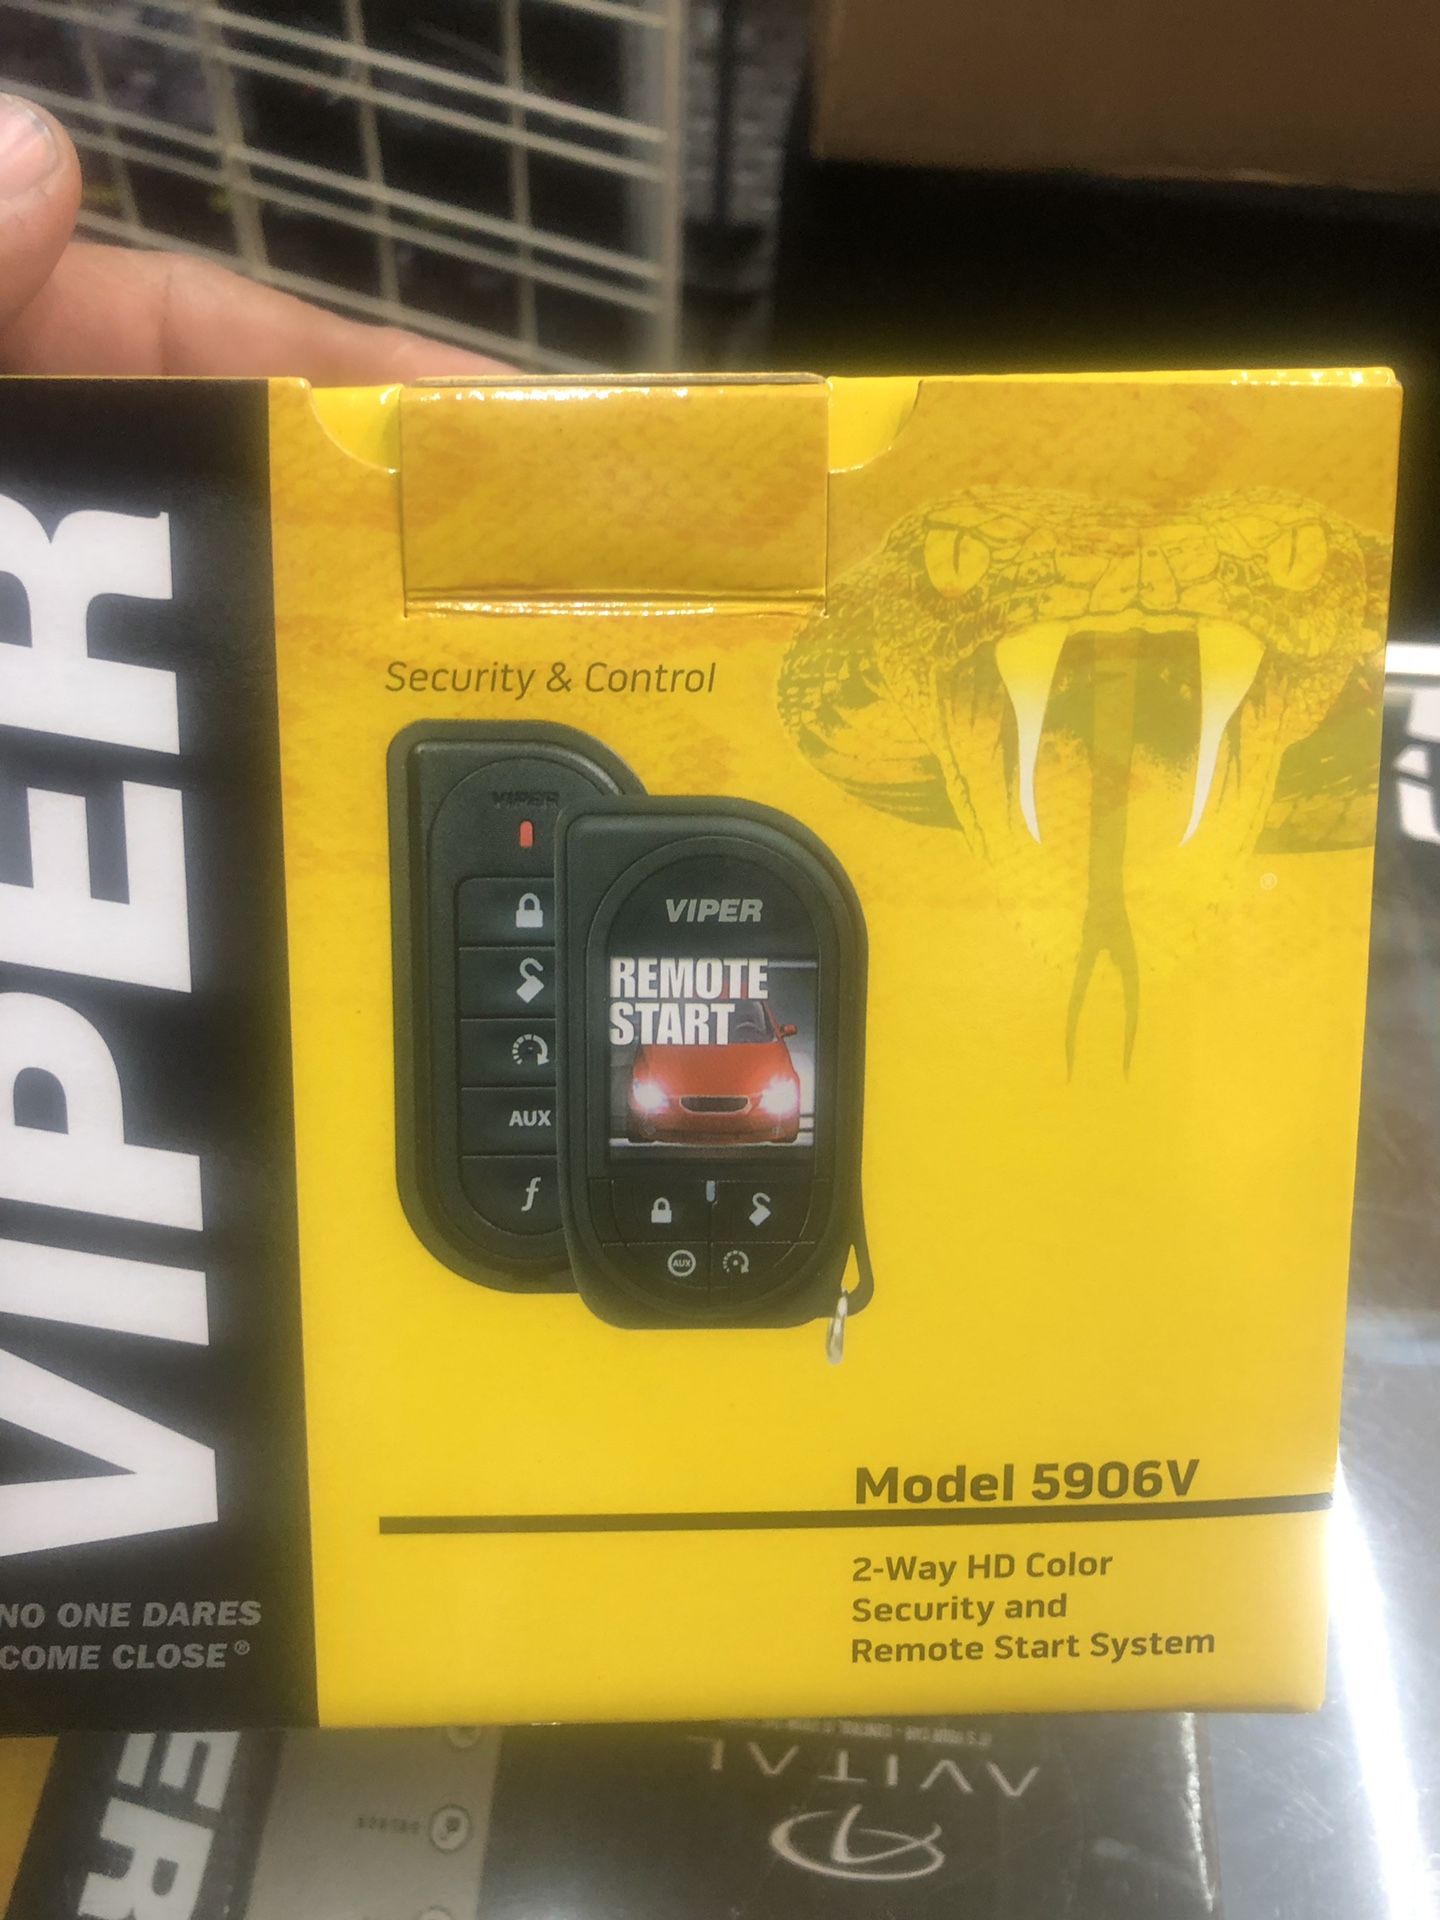 VIPER
NO ONE DARES
COME CLOSE®
Security & Control
VIPER
AUX
f
VIPER
REMOTE
START
AUX
®
Model 5906V
2-Way HD Color
Security and
Remote Start System
AVITAL
ER